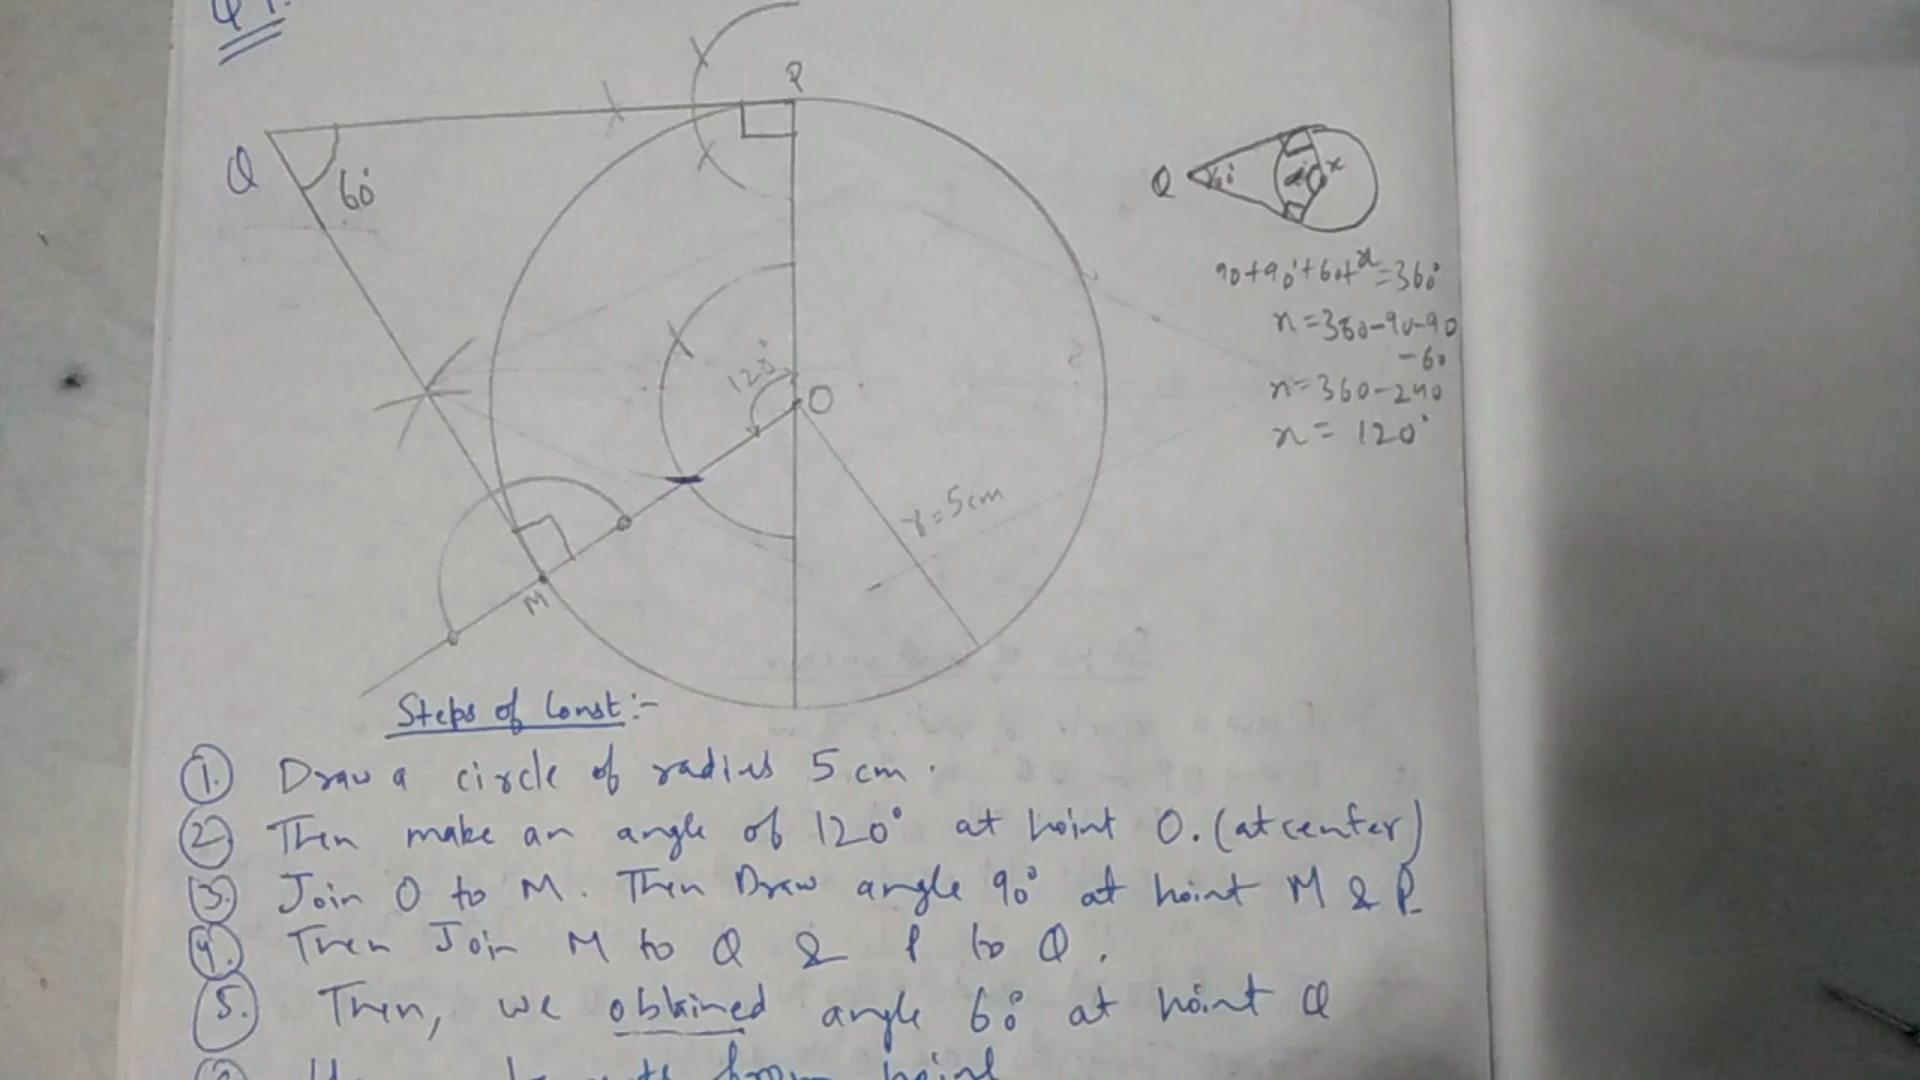 Q
60°
P
120°
O
r=5cm
M
Q 60° x
90+90°+60+x=360°
x=360-90-90
-60
x=360-240
x= 120°
Steps of Const:-
1. Draw a circle of radius 5 cm.
2. Then make an angle of 120° at point O. (at center)
3. Join O to M. Then Draw angle 90° at point M & P
4. Then Join M to Q & P to Q.
5. Then, we obtained angle 60° at point Q
from point